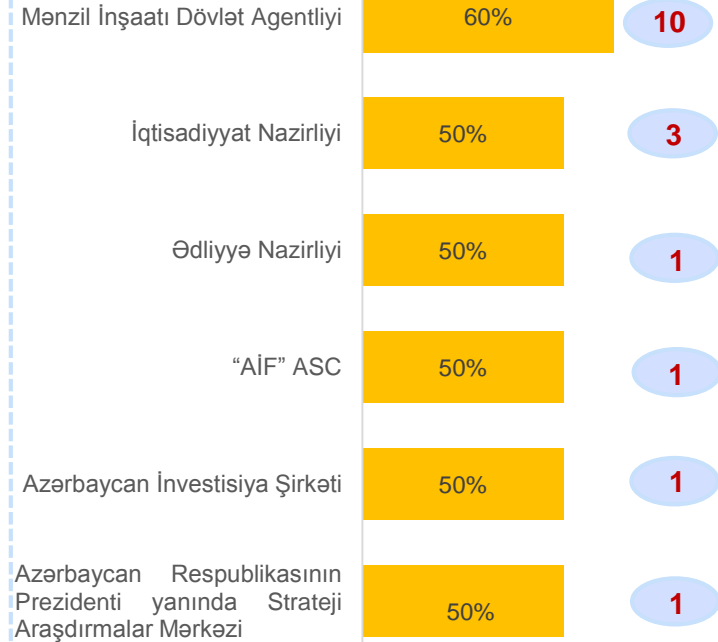 Mənzil İnşaatı Dövlət Agentliyi 60% 10
İqtisadiyyat Nazirliyi 50% 3
Ədliyyə Nazirliyi 50% 1
“AİF” ASC 50% 1
Azərbaycan İnvestisiya Şirkəti 50% 1
Azərbaycan Respublikasının
Prezidenti yanında Strateji
Araşdırmalar Mərkəzi
50% 1